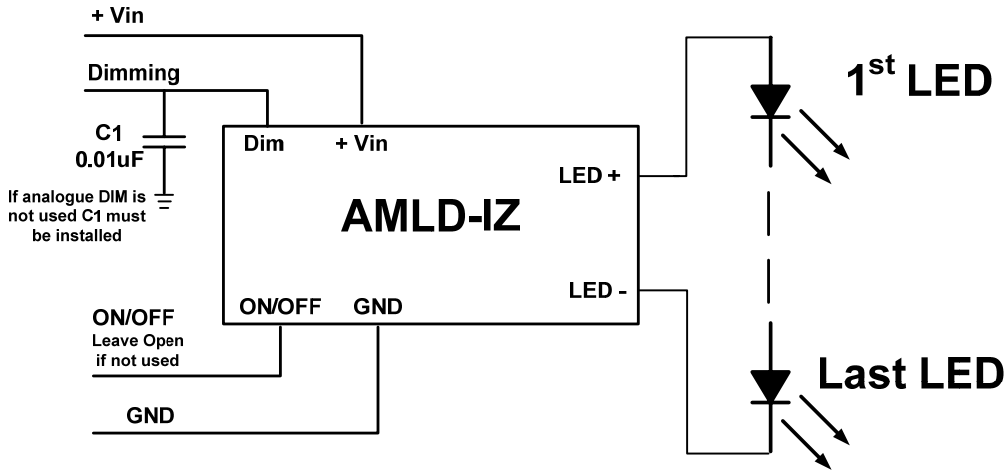 + Vin
Dimming
C1
0.01uF
If analogue DIM is
not used C1 must
be installed
Dim
+ Vin
LED +
AMLD-IZ
LED -
ON/OFF
GND
ON/OFF
Leave Open
if not used
GND
1st LED
Last LED